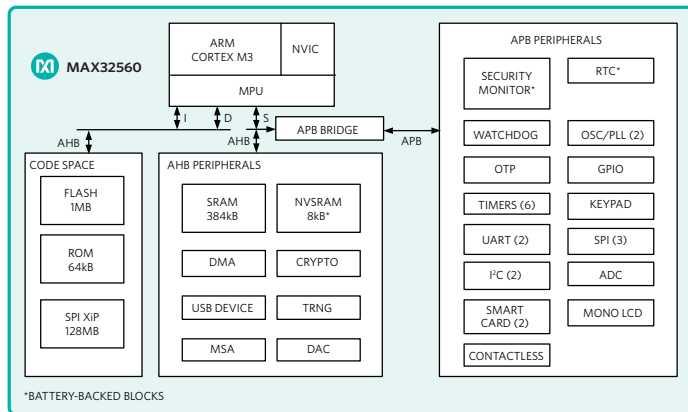 MAX32560
ARM
CORTEX M3
NVIC
MPU
I
D
S
AHB
AHB
APB BRIDGE
APB
CODE SPACE
FLASH
1MB
ROM
64kB
SPI XiP
128MB
AHB PERIPHERALS
SRAM
384kB
NVSRAM
8kB*
DMA
CRYPTO
USB DEVICE
TRNG
MSA
DAC
APB PERIPHERALS
SECURITY
MONITOR*
RTC*
WATCHDOG
OSC/PLL (2)
OTP
GPIO
TIMERS (6)
KEYPAD
UART (2)
SPI (3)
I²C (2)
ADC
SMART
CARD (2)
MONO LCD
CONTACTLESS
*BATTERY-BACKED BLOCKS